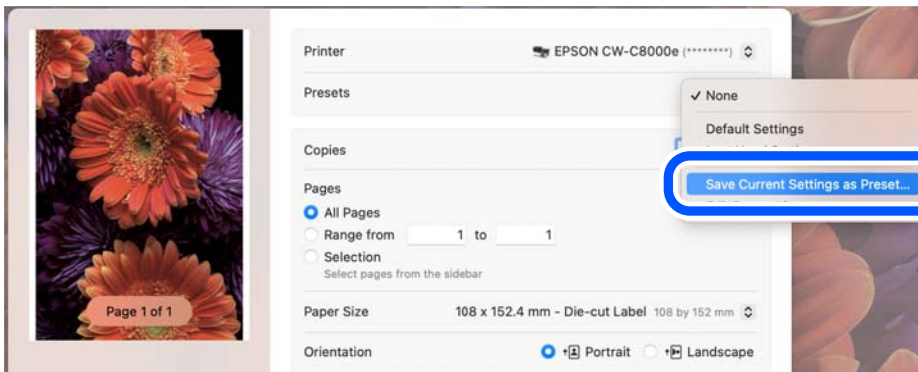 Printer EPSON CW-C8000e (********)
Presets
None
Default Settings
Save Current Settings as Preset...
Copies
Pages
All Pages
Range from 1 to 1
Selection
Select pages from the sidebar
Page 1 of 1
Paper Size 108 x 152.4 mm - Die-cut Label 108 by 152 mm
Orientation Portrait Landscape